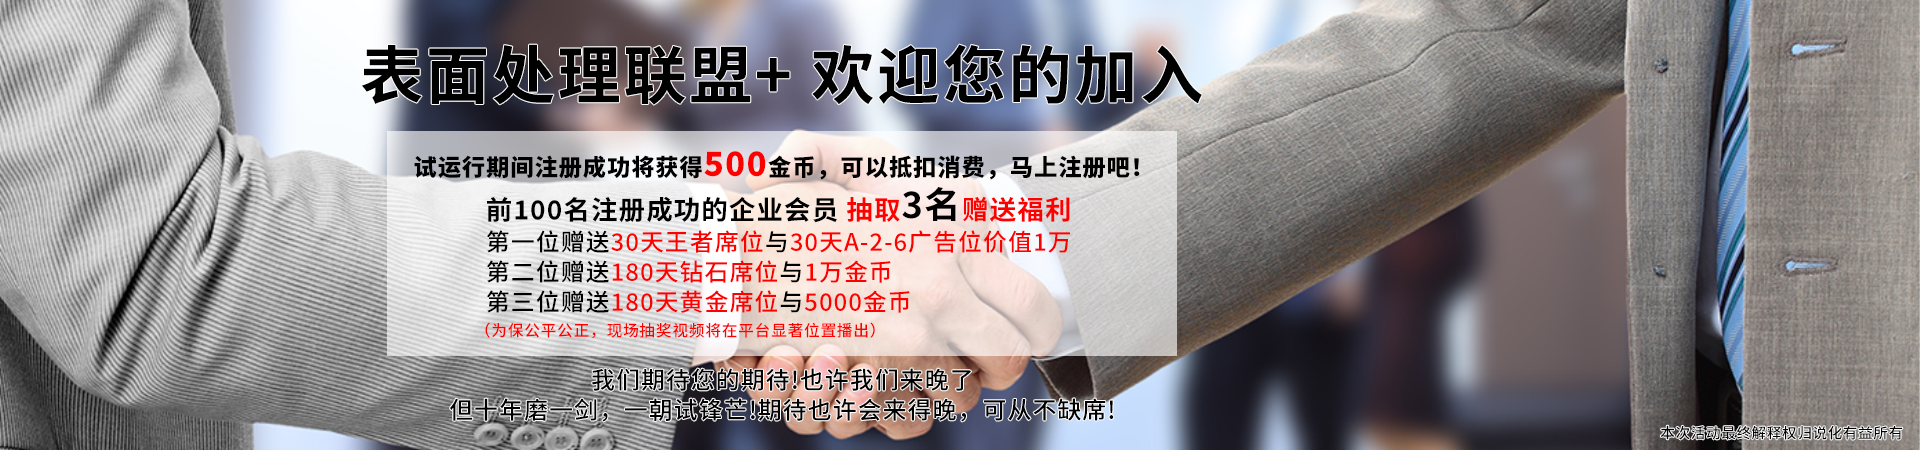 表面处理联盟+ 欢迎您的加入
试运行期间注册成功将获得500金币，可以抵扣消费，马上注册吧！
前100名注册成功的企业会员 抽取3名赠送福利
第一位赠送30天王者席位与30天A-2-6广告位价值1万
第二位赠送180天钻石席位与1万金币
第三位赠送180天黄金席位与5000金币
（为保公平公正，现场抽奖视频将在平台显著位置播出）
我们期待您的期待!也许我们来晚了
但十年磨一剑，一朝试锋芒!期待也许会来得晚，可从不缺席!
本次活动最终解释权归说化有益所有